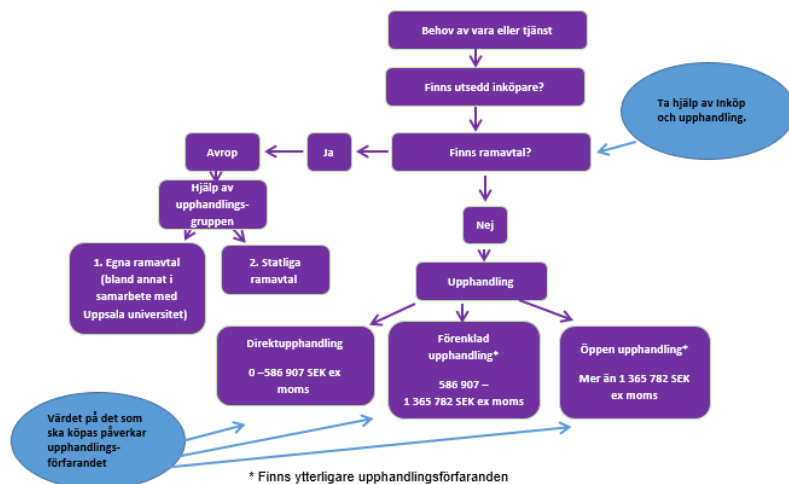 Behov av vara eller tjänst
Finns utsedd inköpare?
Ta hjälp av Inköp
och upphandling.
Finns ramavtal?
Ja
Avrop
Hjälp av
upphandlings-
gruppen
1. Egna ramavtal
(bland annat i
samarbete med
Uppsala universitet)
2. Statliga
ramavtal
Nej
Upphandling
Direktupphandling
0 –586 907 SEK ex
moms
Förenklad
upphandling*
586 907 –
1 365 782 SEK ex moms
Öppen upphandling*
Mer än 1 365 782 SEK
ex moms
Värdet på det som
ska köpas påverkar
upphandlings-
förfarandet
* Finns ytterligare upphandlingsförfaranden